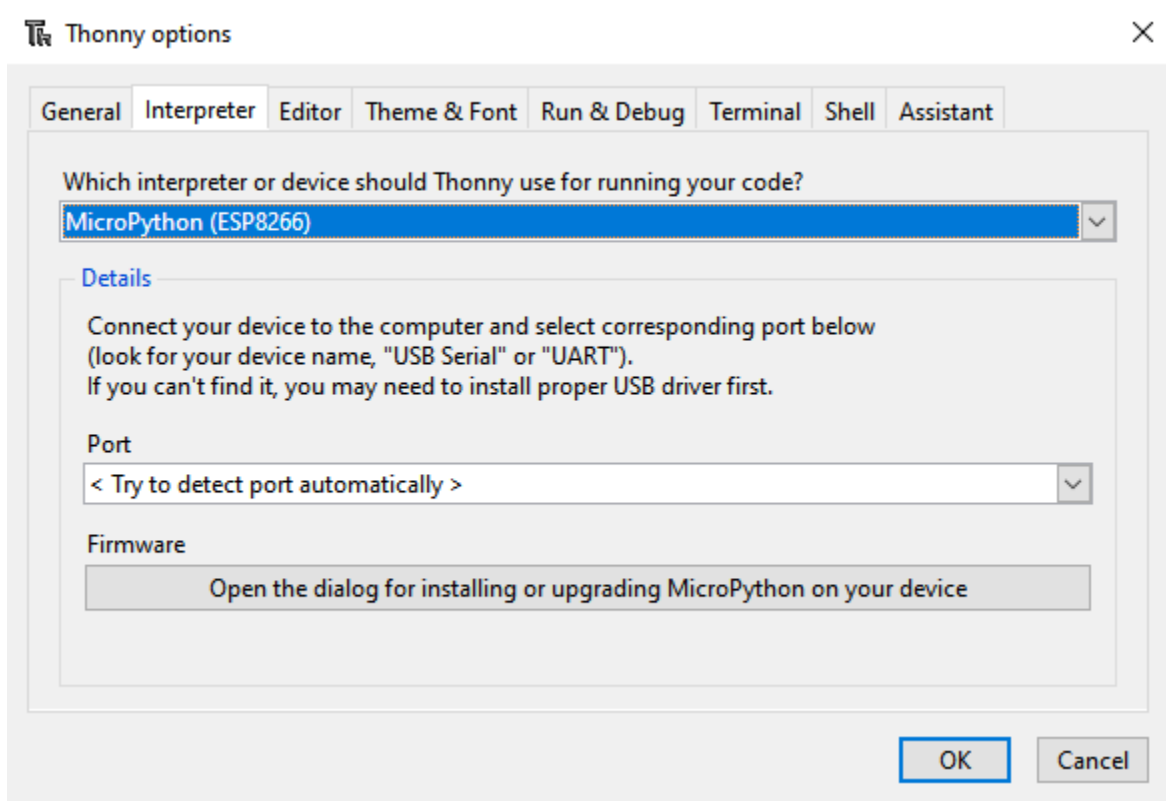 Thonny options
General Interpreter Editor Theme & Font Run & Debug Terminal Shell Assistant
Which interpreter or device should Thonny use for running your code?
MicroPython (ESP8266)
Details
Connect your device to the computer and select corresponding port below
(look for your device name, "USB Serial" or "UART").
If you can't find it, you may need to install proper USB driver first.
Port
< Try to detect port automatically >
Firmware
Open the dialog for installing or upgrading MicroPython on your device
OK Cancel